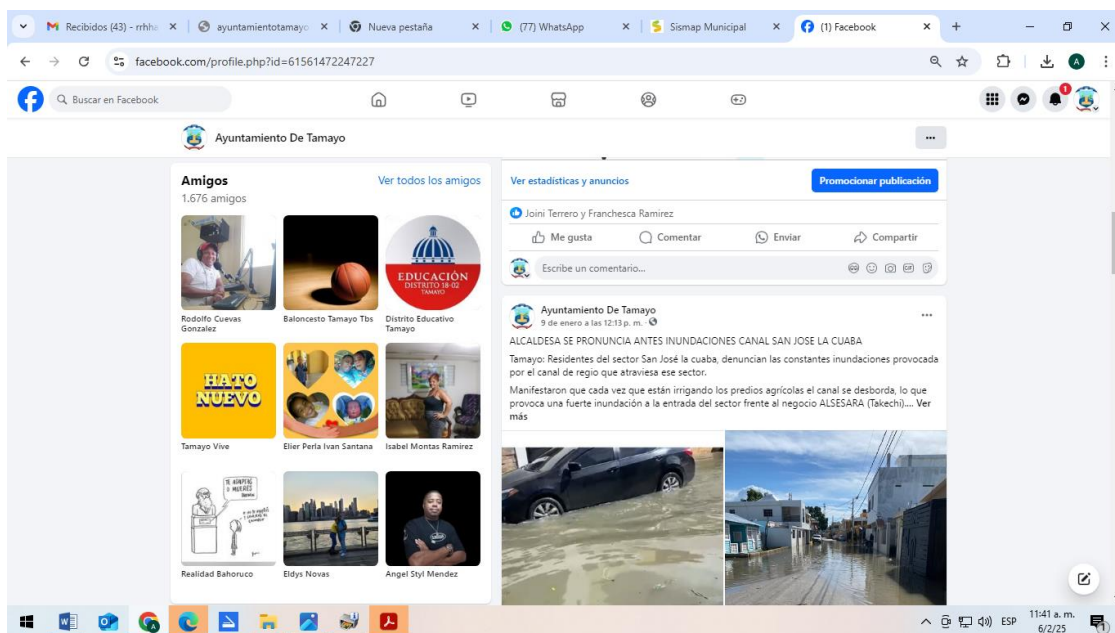 Recibidos (43) - rrhh
ayuntamientotamayo
Nueva pestaña
(77) WhatsApp
Sismap Municipal
(1) Facebook
facebook.com/profile.php?id=61561472247227
A
Buscar en Facebook
1
Ayuntamiento De Tamayo
Amigos
Ver todos los amigos
1.676 amigos
EDUCACIÓN
DISTRITO 18-02
TAMAYO
Rodolfo Cuevas
Gonzalez
Baloncesto Tamayo Tbs
Distrito Educativo
Tamayo
HATO
NUEVO
Tamayo Vive
Elier Perla Ivan Santana
Isabel Montas Ramirez
TE ADAPTAS
O MUERES
Realidad Bahoruco
Eldys Novas
Angel Styl Mendez
Ver estadísticas y anuncios
Promocionar publicación
Joini Terrero y Franchesca Ramirez
Me gusta
Comentar
Enviar
Compartir
Escribe un comentario...
GIF
Ayuntamiento De Tamayo
9 de enero a las 12:13 p. m. ·
ALCALDESA SE PRONUNCIA ANTES INUNDACIONES CANAL SAN JOSE LA CUABA
Tamayo: Residentes del sector San José la cuaba, denuncian las constantes inundaciones provocada
por el canal de regio que atraviesa ese sector.
Manifestaron que cada vez que están irrigando los predios agrícolas el canal se desborda, lo que
provoca una fuerte inundación a la entrada del sector frente al negocio ALSESARA (Takechi).... Ver
más
ESP
11:41 a. m.
6/2/25